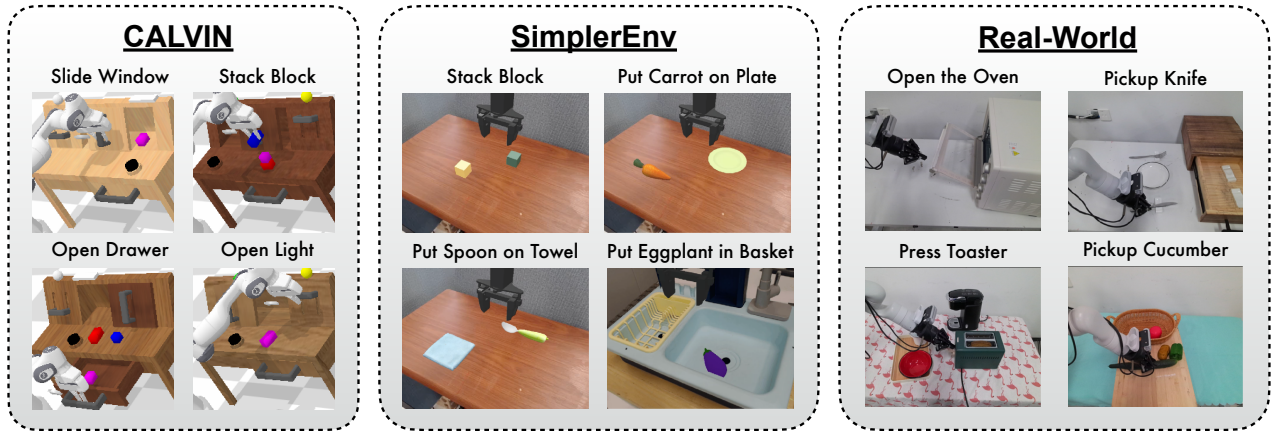 CALVIN
Slide Window
Stack Block
Open Drawer
Open Light
SimplerEnv
Stack Block
Put Carrot on Plate
Put Spoon on Towel
Put Eggplant in Basket
Real-World
Open the Oven
Pickup Knife
Press Toaster
Pickup Cucumber